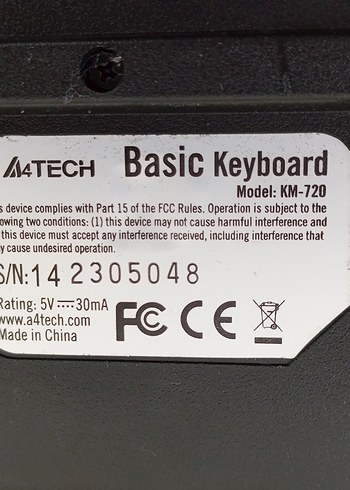 A4TECH Basic Keyboard
Model: KM-720
s device complies with Part 15 of the FCC Rules. Operation is subject to the
owing two conditions: (1) this device may not cause harmful interference and
this device must accept any interference received, including interference that
y cause undesired operation.
S/N:14 2305048
Rating: 5V 30mA
www.a4tech.com
Made in China
FC CE